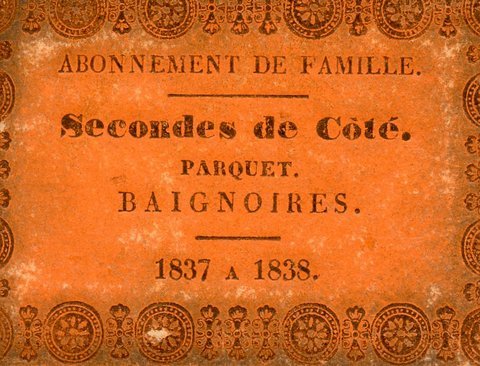 ABONNEMENT DE FAMILLE.
Secondes de Côté.
PARQUET.
BAIGNOIRES.
1837 A 1838.